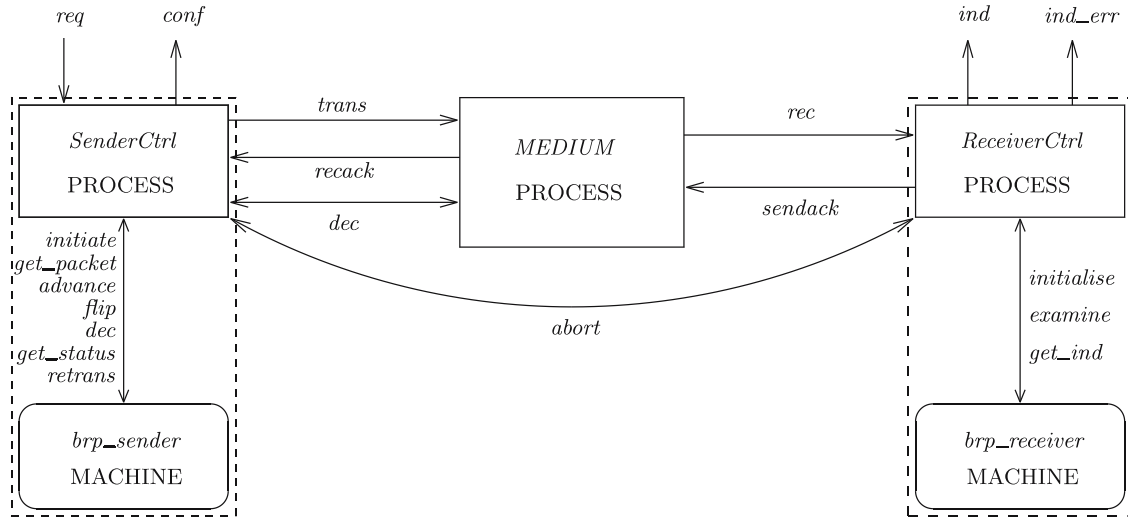 req
conf
ind
ind_err
trans
rec
SenderCtrl
PROCESS
MEDIUM
PROCESS
ReceiverCtrl
PROCESS
recack
sendack
dec
initiate
get_packet
advance
flip
dec
get_status
retrans
abort
initialise
examine
get_ind
brp_sender
MACHINE
brp_receiver
MACHINE